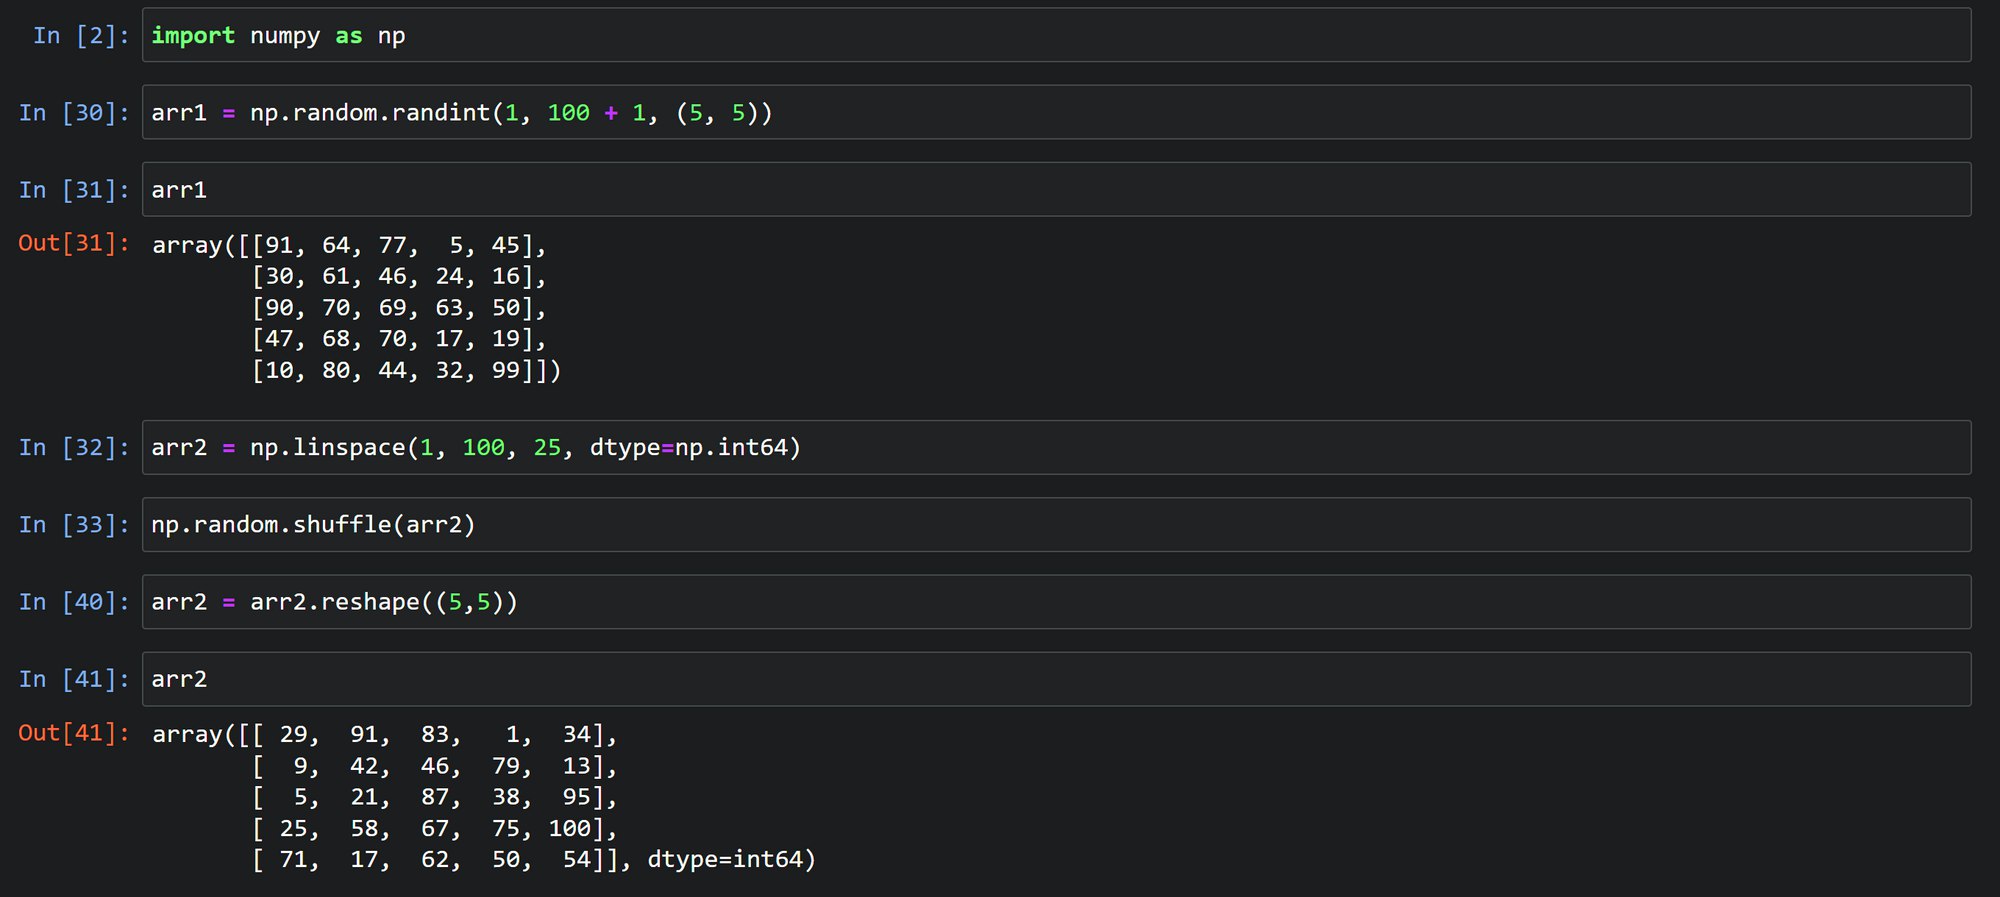 In [2]: import numpy as np
In [30]: arr1 = np.random.randint(1, 100 + 1, (5, 5))
In [31]: arr1
Out[31]: array([[91, 64, 77,  5, 45],
       [30, 61, 46, 24, 16],
       [90, 70, 69, 63, 50],
       [47, 68, 70, 17, 19],
       [10, 80, 44, 32, 99]])
In [32]: arr2 = np.linspace(1, 100, 25, dtype=np.int64)
In [33]: np.random.shuffle(arr2)
In [40]: arr2 = arr2.reshape((5,5))
In [41]: arr2
Out[41]: array([[ 29,  91,  83,   1,  34],
       [  9,  42,  46,  79,  13],
       [  5,  21,  87,  38,  95],
       [ 25,  58,  67,  75, 100],
       [ 71,  17,  62,  50,  54]], dtype=int64)